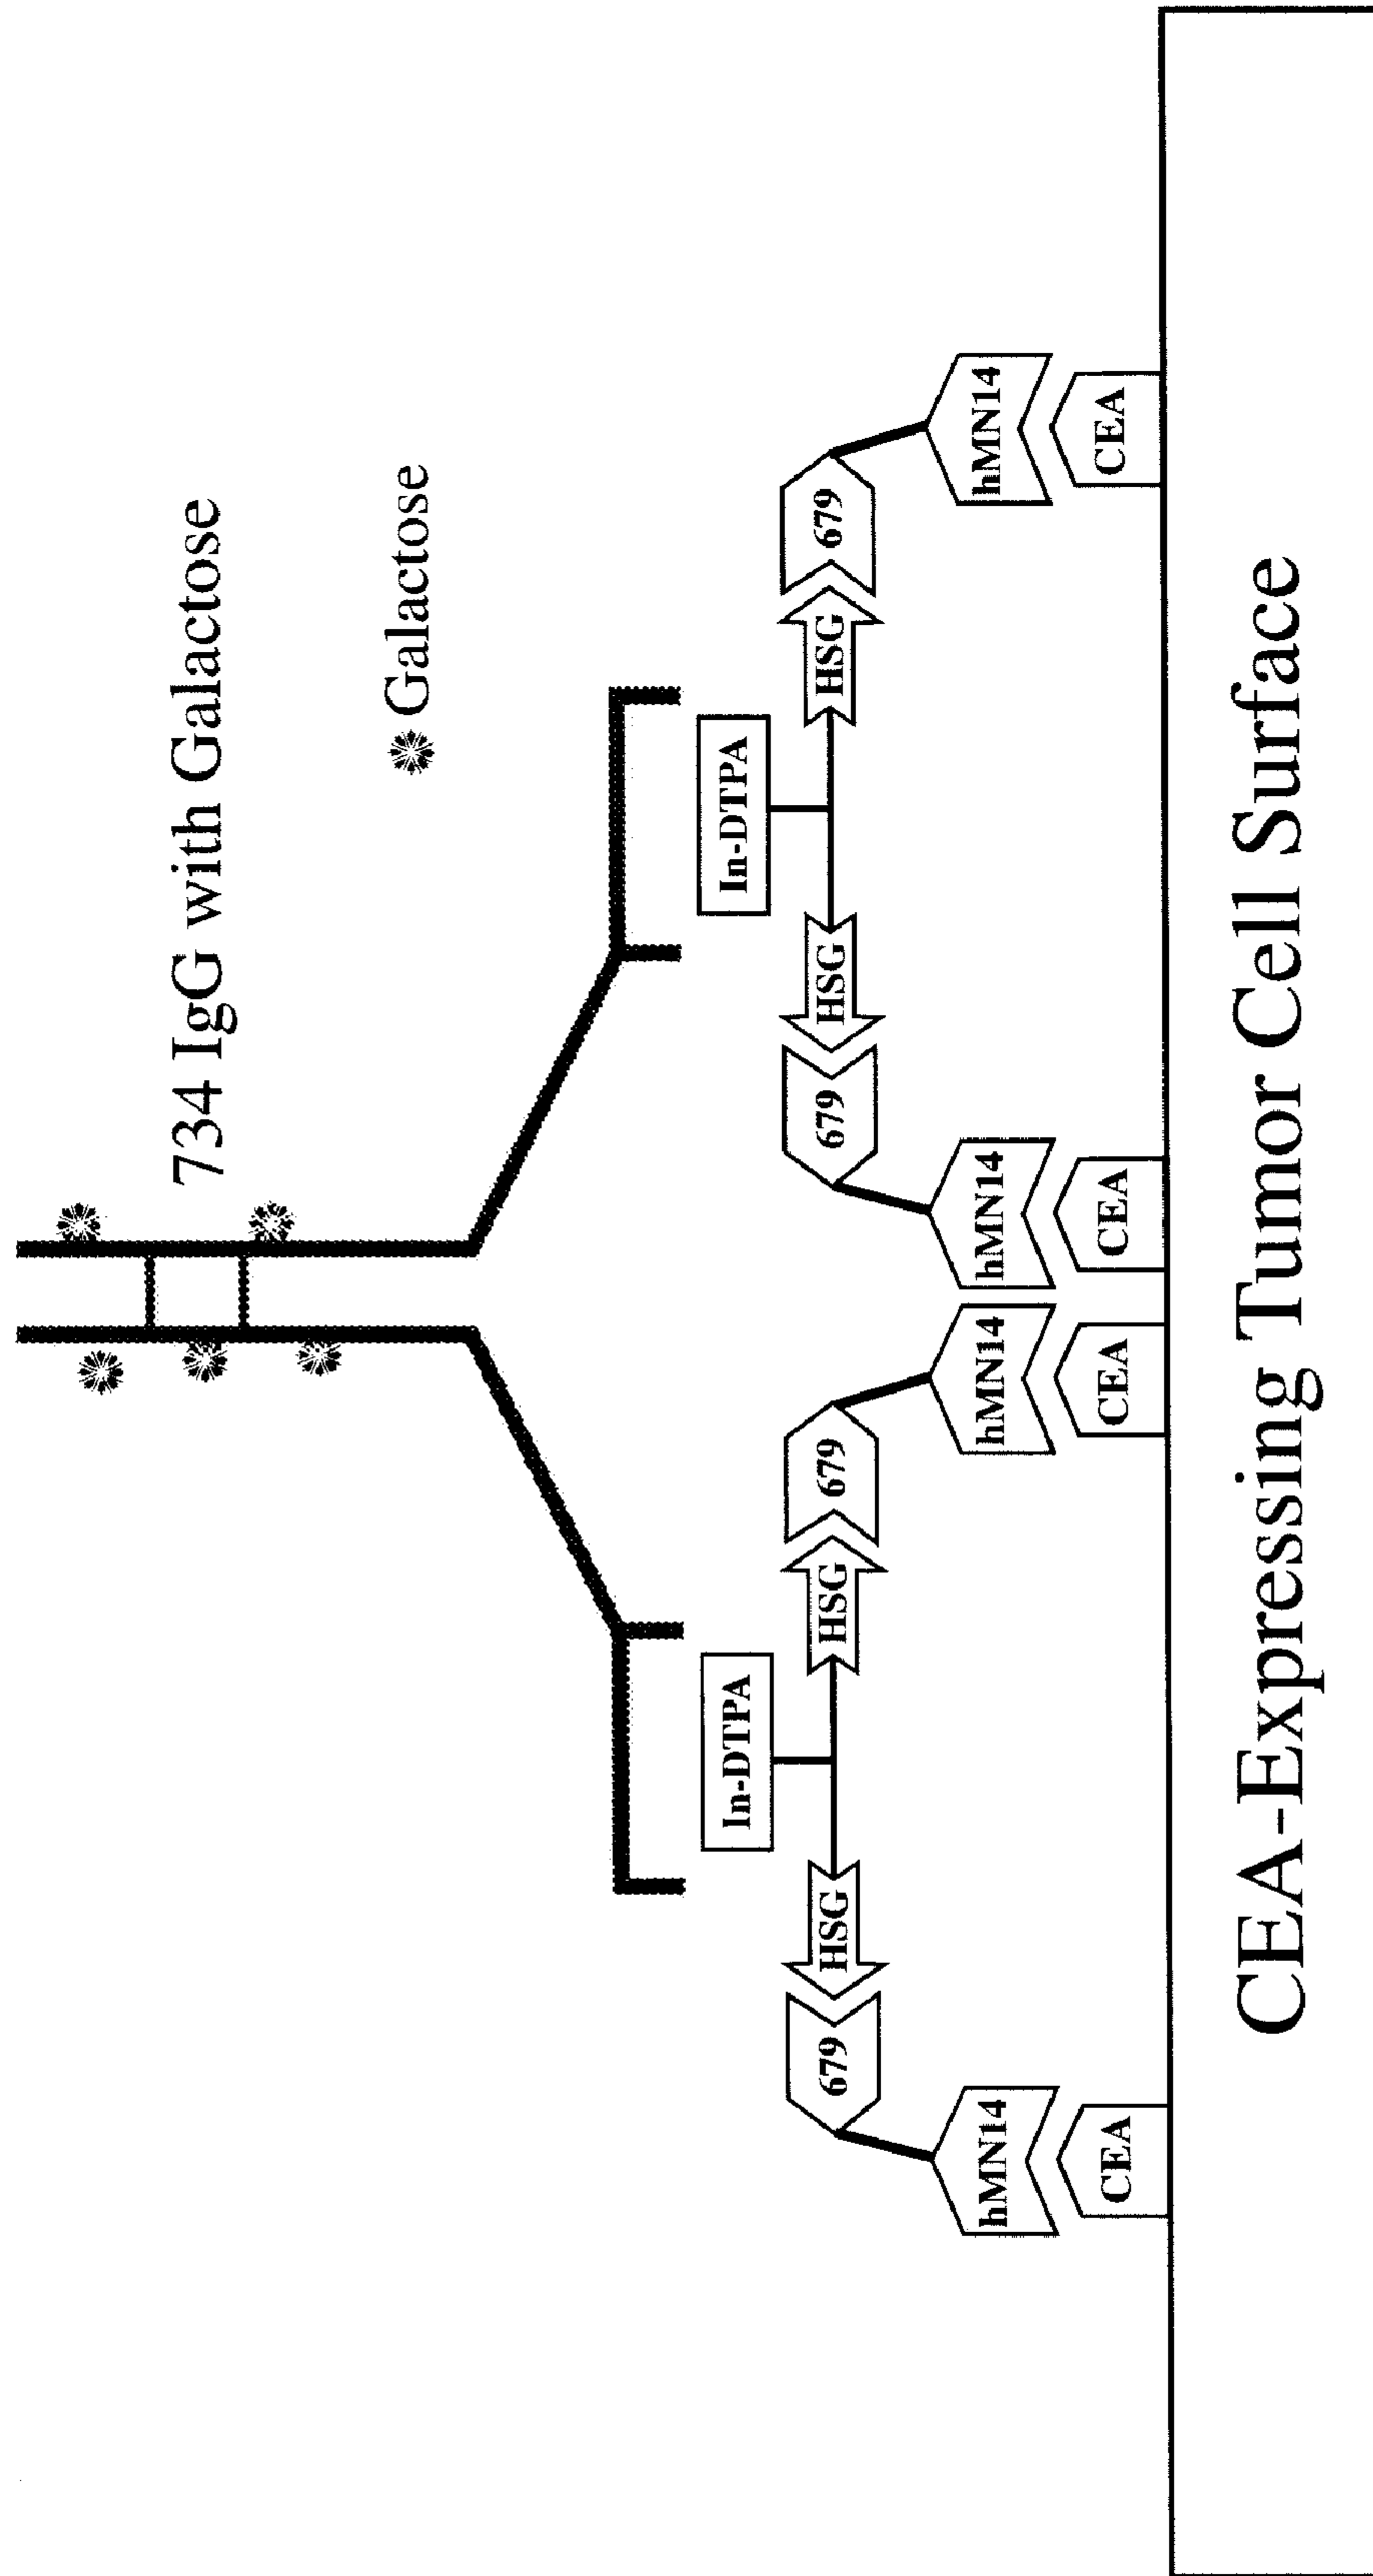 734 IgG with Galactose
Galactose
In-DTPA In-DTPA
679 HSG HSG 679 679 HSG HSG 679
hMN14 hMN14 hMN14 hMN14
CEA CEA CEA CEA
CEA-Expressing Tumor Cell Surface